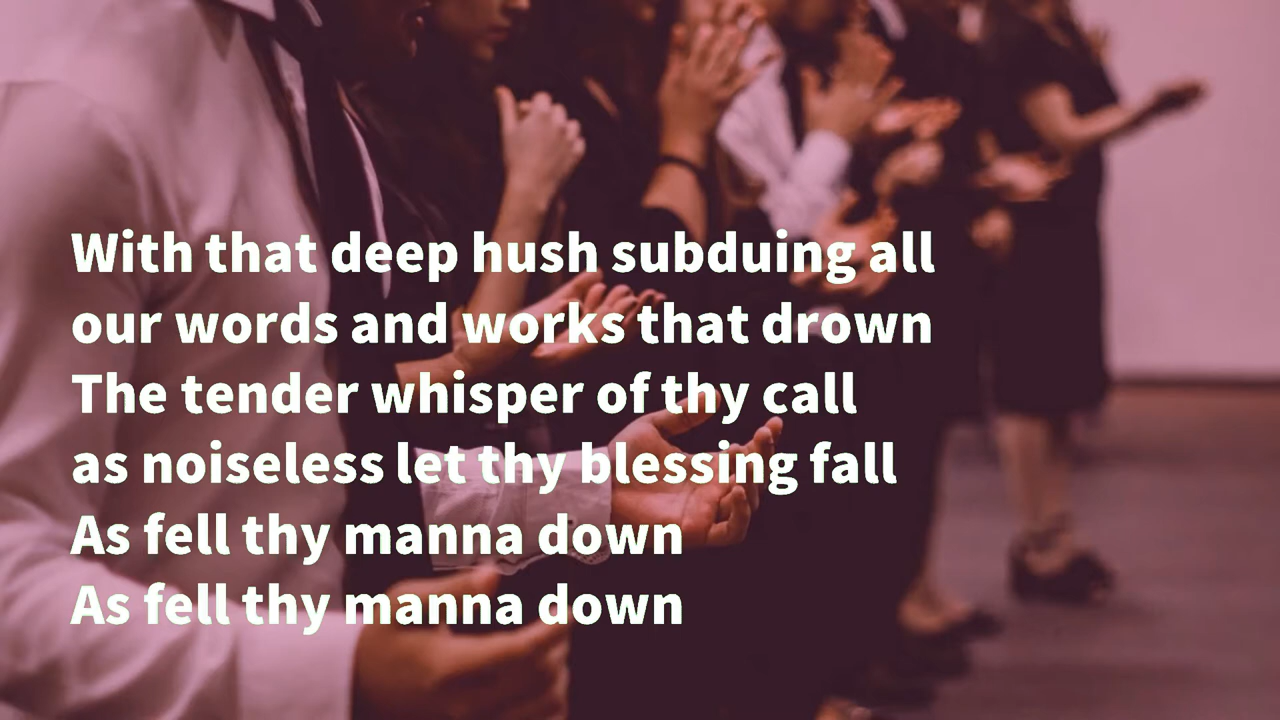 With that deep hush subduing all
our words and works that drown
The tender whisper of thy call
as noiseless let thy blessing fall
As fell thy manna down
As fell thy manna down